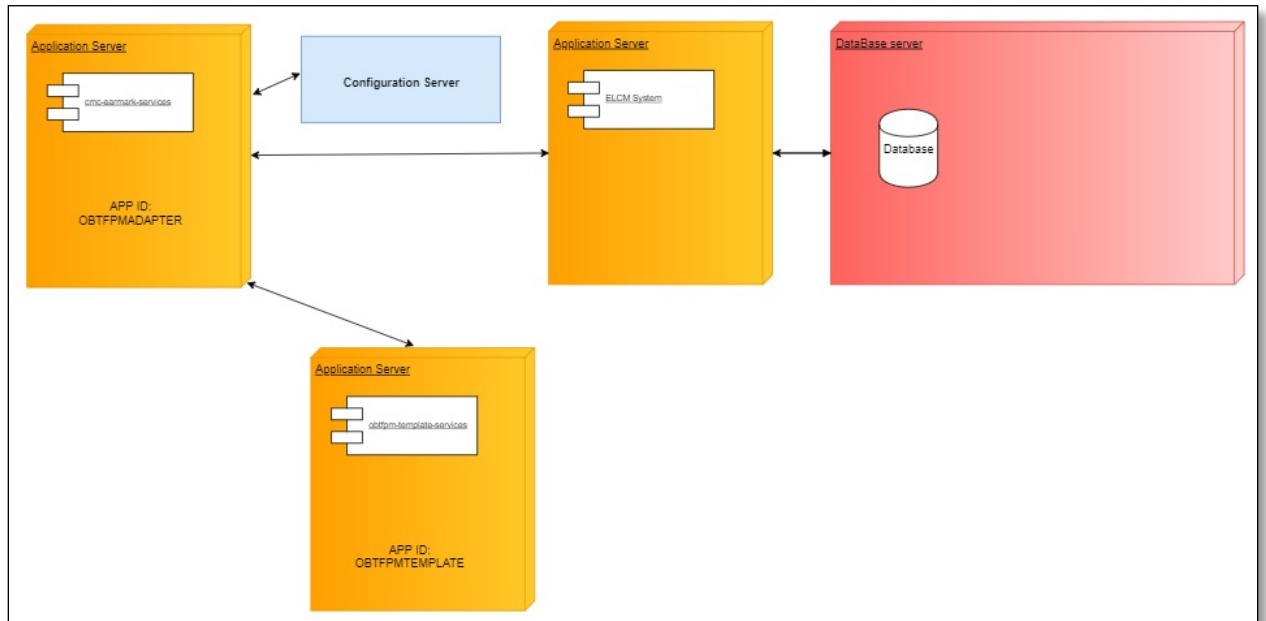 Application Server
cmc-earmark-services
APP ID:
OBTFPMADAPTER
Configuration Server
Application Server
ELCM System
DataBase server
Database
Application Server
obtfpm-template-services
APP ID:
OBTFPMTEMPLATE